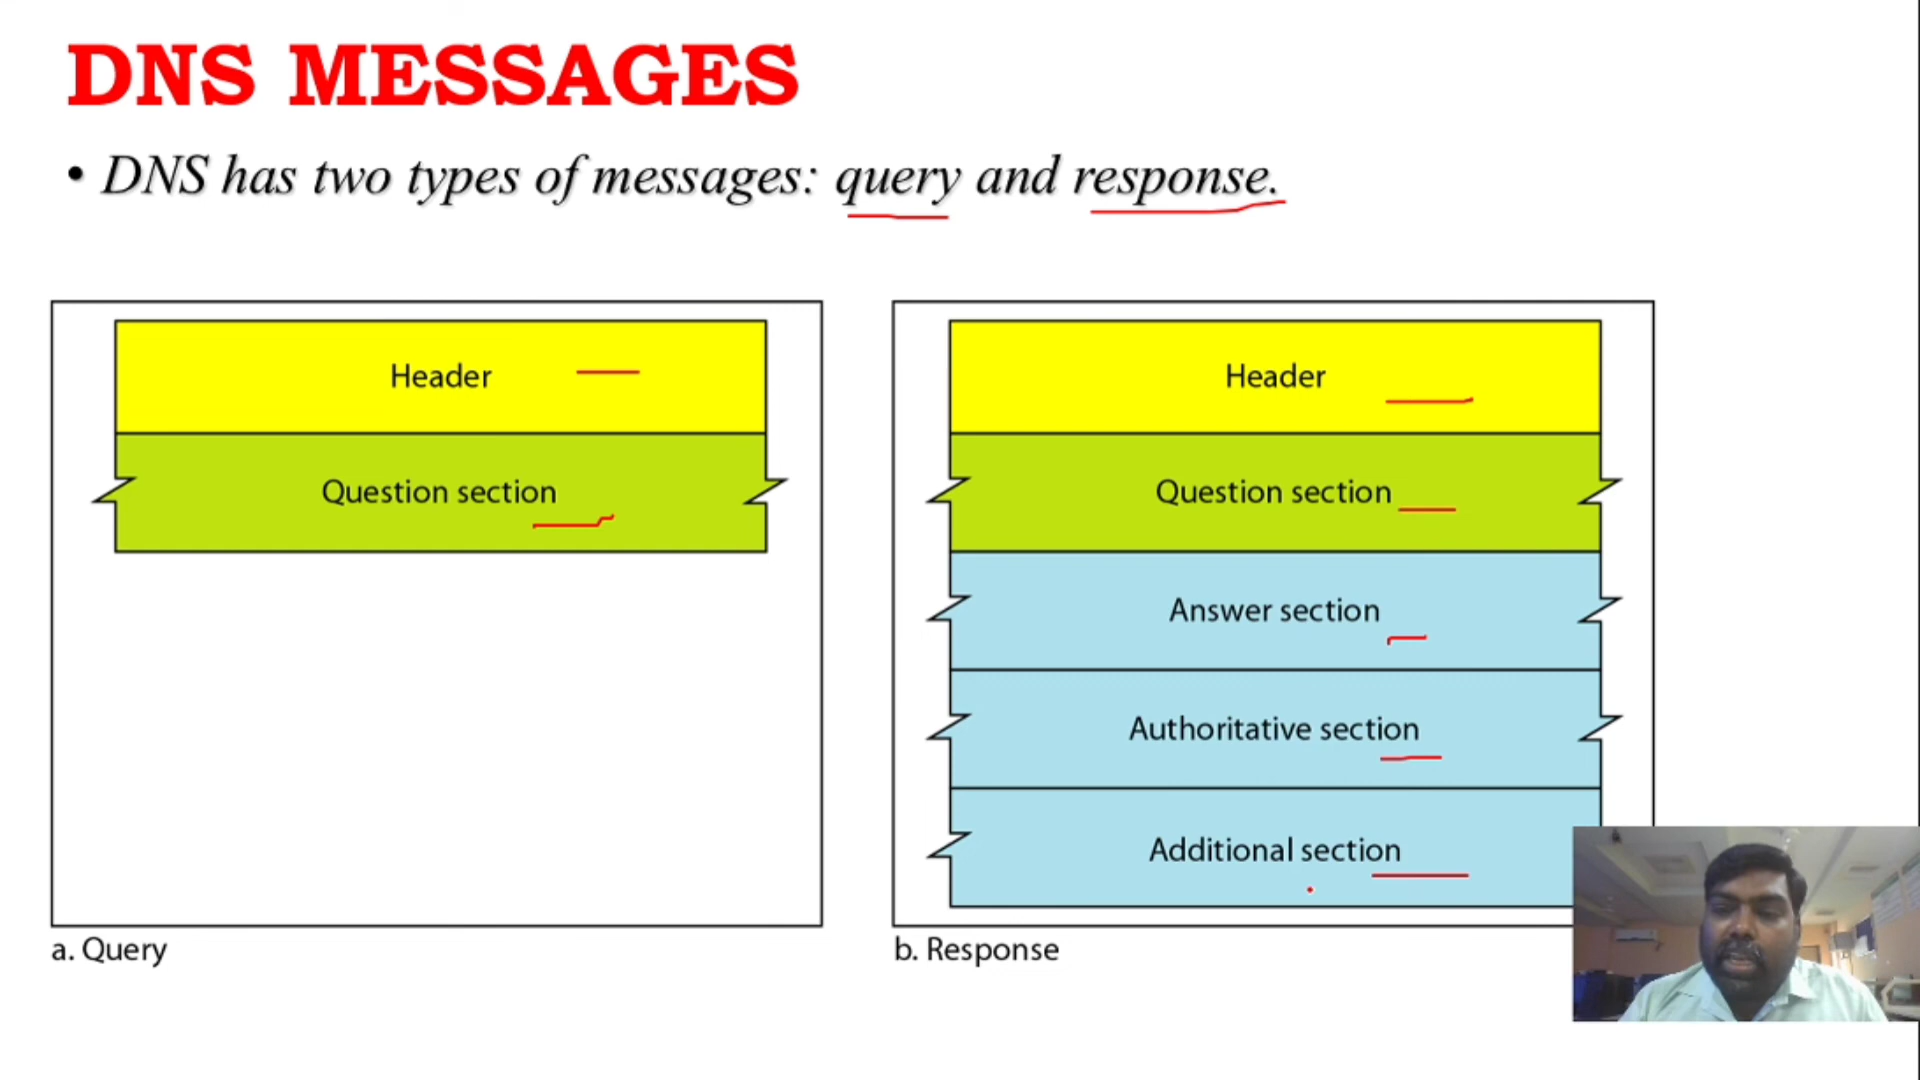 DNS MESSAGES
• DNS has two types of messages: query and response.
Header
Question section
a. Query
Header
Question section
Answer section
Authoritative section
Additional section
b. Response